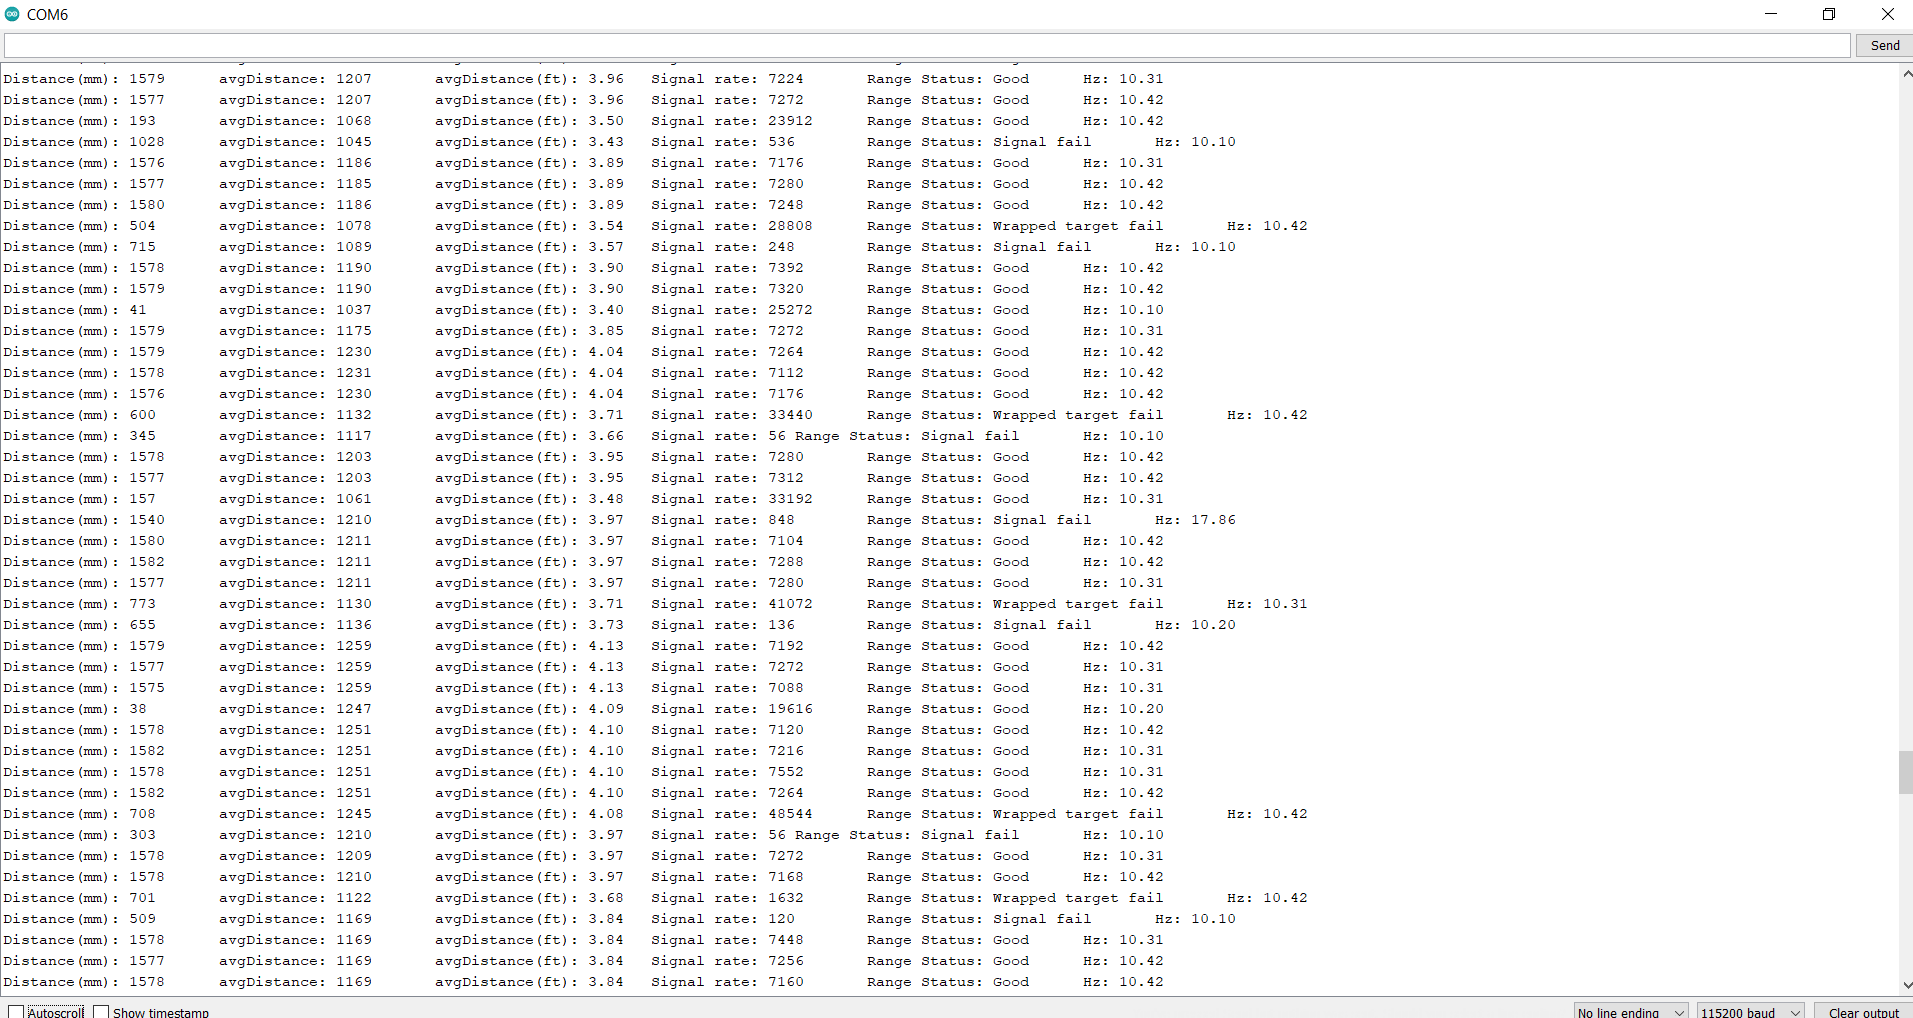 COM6
Send
Distance(mm): 1579 avgDistance: 1207 avgDistance(ft): 3.96 Signal rate: 7224 Range Status: Good Hz: 10.31
Distance(mm): 1577 avgDistance: 1207 avgDistance(ft): 3.96 Signal rate: 7272 Range Status: Good Hz: 10.42
Distance(mm): 193 avgDistance: 1068 avgDistance(ft): 3.50 Signal rate: 23912 Range Status: Good Hz: 10.42
Distance(mm): 1028 avgDistance: 1045 avgDistance(ft): 3.43 Signal rate: 536 Range Status: Signal fail Hz: 10.10
Distance(mm): 1576 avgDistance: 1186 avgDistance(ft): 3.89 Signal rate: 7176 Range Status: Good Hz: 10.31
Distance(mm): 1577 avgDistance: 1185 avgDistance(ft): 3.89 Signal rate: 7280 Range Status: Good Hz: 10.42
Distance(mm): 1580 avgDistance: 1186 avgDistance(ft): 3.89 Signal rate: 7248 Range Status: Good Hz: 10.42
Distance(mm): 504 avgDistance: 1078 avgDistance(ft): 3.54 Signal rate: 28808 Range Status: Wrapped target fail Hz: 10.42
Distance(mm): 715 avgDistance: 1089 avgDistance(ft): 3.57 Signal rate: 248 Range Status: Signal fail Hz: 10.10
Distance(mm): 1578 avgDistance: 1190 avgDistance(ft): 3.90 Signal rate: 7392 Range Status: Good Hz: 10.42
Distance(mm): 1579 avgDistance: 1190 avgDistance(ft): 3.90 Signal rate: 7320 Range Status: Good Hz: 10.42
Distance(mm): 41 avgDistance: 1037 avgDistance(ft): 3.40 Signal rate: 25272 Range Status: Good Hz: 10.10
Distance(mm): 1579 avgDistance: 1175 avgDistance(ft): 3.85 Signal rate: 7272 Range Status: Good Hz: 10.31
Distance(mm): 1579 avgDistance: 1230 avgDistance(ft): 4.04 Signal rate: 7264 Range Status: Good Hz: 10.42
Distance(mm): 1578 avgDistance: 1231 avgDistance(ft): 4.04 Signal rate: 7112 Range Status: Good Hz: 10.42
Distance(mm): 1576 avgDistance: 1230 avgDistance(ft): 4.04 Signal rate: 7176 Range Status: Good Hz: 10.42
Distance(mm): 600 avgDistance: 1132 avgDistance(ft): 3.71 Signal rate: 33440 Range Status: Wrapped target fail Hz: 10.42
Distance(mm): 345 avgDistance: 1117 avgDistance(ft): 3.66 Signal rate: 56 Range Status: Signal fail Hz: 10.10
Distance(mm): 1578 avgDistance: 1203 avgDistance(ft): 3.95 Signal rate: 7280 Range Status: Good Hz: 10.42
Distance(mm): 1577 avgDistance: 1203 avgDistance(ft): 3.95 Signal rate: 7312 Range Status: Good Hz: 10.42
Distance(mm): 157 avgDistance: 1061 avgDistance(ft): 3.48 Signal rate: 33192 Range Status: Good Hz: 10.31
Distance(mm): 1540 avgDistance: 1210 avgDistance(ft): 3.97 Signal rate: 848 Range Status: Signal fail Hz: 17.86
Distance(mm): 1580 avgDistance: 1211 avgDistance(ft): 3.97 Signal rate: 7104 Range Status: Good Hz: 10.42
Distance(mm): 1582 avgDistance: 1211 avgDistance(ft): 3.97 Signal rate: 7288 Range Status: Good Hz: 10.42
Distance(mm): 1577 avgDistance: 1211 avgDistance(ft): 3.97 Signal rate: 7280 Range Status: Good Hz: 10.31
Distance(mm): 773 avgDistance: 1130 avgDistance(ft): 3.71 Signal rate: 41072 Range Status: Wrapped target fail Hz: 10.31
Distance(mm): 655 avgDistance: 1136 avgDistance(ft): 3.73 Signal rate: 136 Range Status: Signal fail Hz: 10.20
Distance(mm): 1579 avgDistance: 1259 avgDistance(ft): 4.13 Signal rate: 7192 Range Status: Good Hz: 10.42
Distance(mm): 1577 avgDistance: 1259 avgDistance(ft): 4.13 Signal rate: 7272 Range Status: Good Hz: 10.31
Distance(mm): 1575 avgDistance: 1259 avgDistance(ft): 4.13 Signal rate: 7088 Range Status: Good Hz: 10.31
Distance(mm): 38 avgDistance: 1247 avgDistance(ft): 4.09 Signal rate: 19616 Range Status: Good Hz: 10.20
Distance(mm): 1578 avgDistance: 1251 avgDistance(ft): 4.10 Signal rate: 7120 Range Status: Good Hz: 10.42
Distance(mm): 1582 avgDistance: 1251 avgDistance(ft): 4.10 Signal rate: 7216 Range Status: Good Hz: 10.31
Distance(mm): 1578 avgDistance: 1251 avgDistance(ft): 4.10 Signal rate: 7552 Range Status: Good Hz: 10.31
Distance(mm): 1582 avgDistance: 1251 avgDistance(ft): 4.10 Signal rate: 7264 Range Status: Good Hz: 10.42
Distance(mm): 708 avgDistance: 1245 avgDistance(ft): 4.08 Signal rate: 48544 Range Status: Wrapped target fail Hz: 10.42
Distance(mm): 303 avgDistance: 1210 avgDistance(ft): 3.97 Signal rate: 56 Range Status: Signal fail Hz: 10.10
Distance(mm): 1578 avgDistance: 1209 avgDistance(ft): 3.97 Signal rate: 7272 Range Status: Good Hz: 10.31
Distance(mm): 1578 avgDistance: 1210 avgDistance(ft): 3.97 Signal rate: 7168 Range Status: Good Hz: 10.42
Distance(mm): 701 avgDistance: 1122 avgDistance(ft): 3.68 Signal rate: 1632 Range Status: Wrapped target fail Hz: 10.42
Distance(mm): 509 avgDistance: 1169 avgDistance(ft): 3.84 Signal rate: 120 Range Status: Signal fail Hz: 10.10
Distance(mm): 1578 avgDistance: 1169 avgDistance(ft): 3.84 Signal rate: 7448 Range Status: Good Hz: 10.31
Distance(mm): 1577 avgDistance: 1169 avgDistance(ft): 3.84 Signal rate: 7256 Range Status: Good Hz: 10.42
Distance(mm): 1578 avgDistance: 1169 avgDistance(ft): 3.84 Signal rate: 7160 Range Status: Good Hz: 10.42
Autoscroll Show timestamp No line ending 115200 baud Clear output